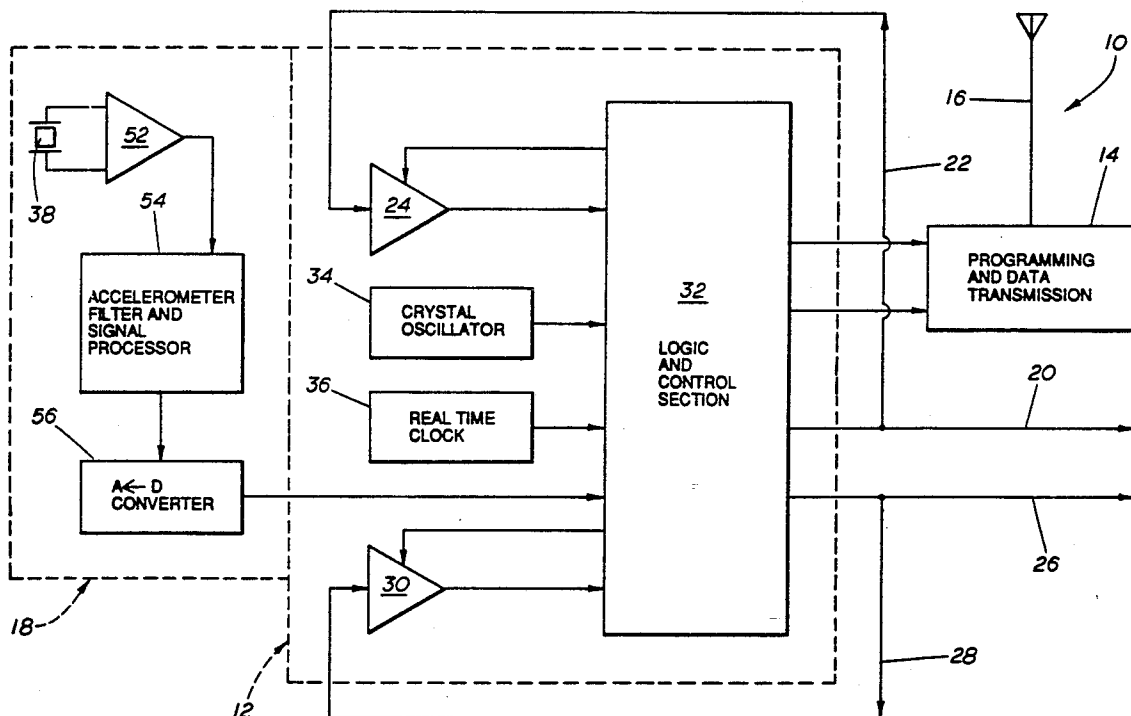 10
16
52
22
14
24
38
54
PROGRAMMING
AND DATA
TRANSMISSION
34
32
ACCELEROMETER
FILTER AND
SIGNAL
PROCESSOR
CRYSTAL
OSCILLATOR
LOGIC
AND
CONTROL
SECTION
36
20
REAL TIME
CLOCK
56
A← D
CONVERTER
26
30
18
28
12